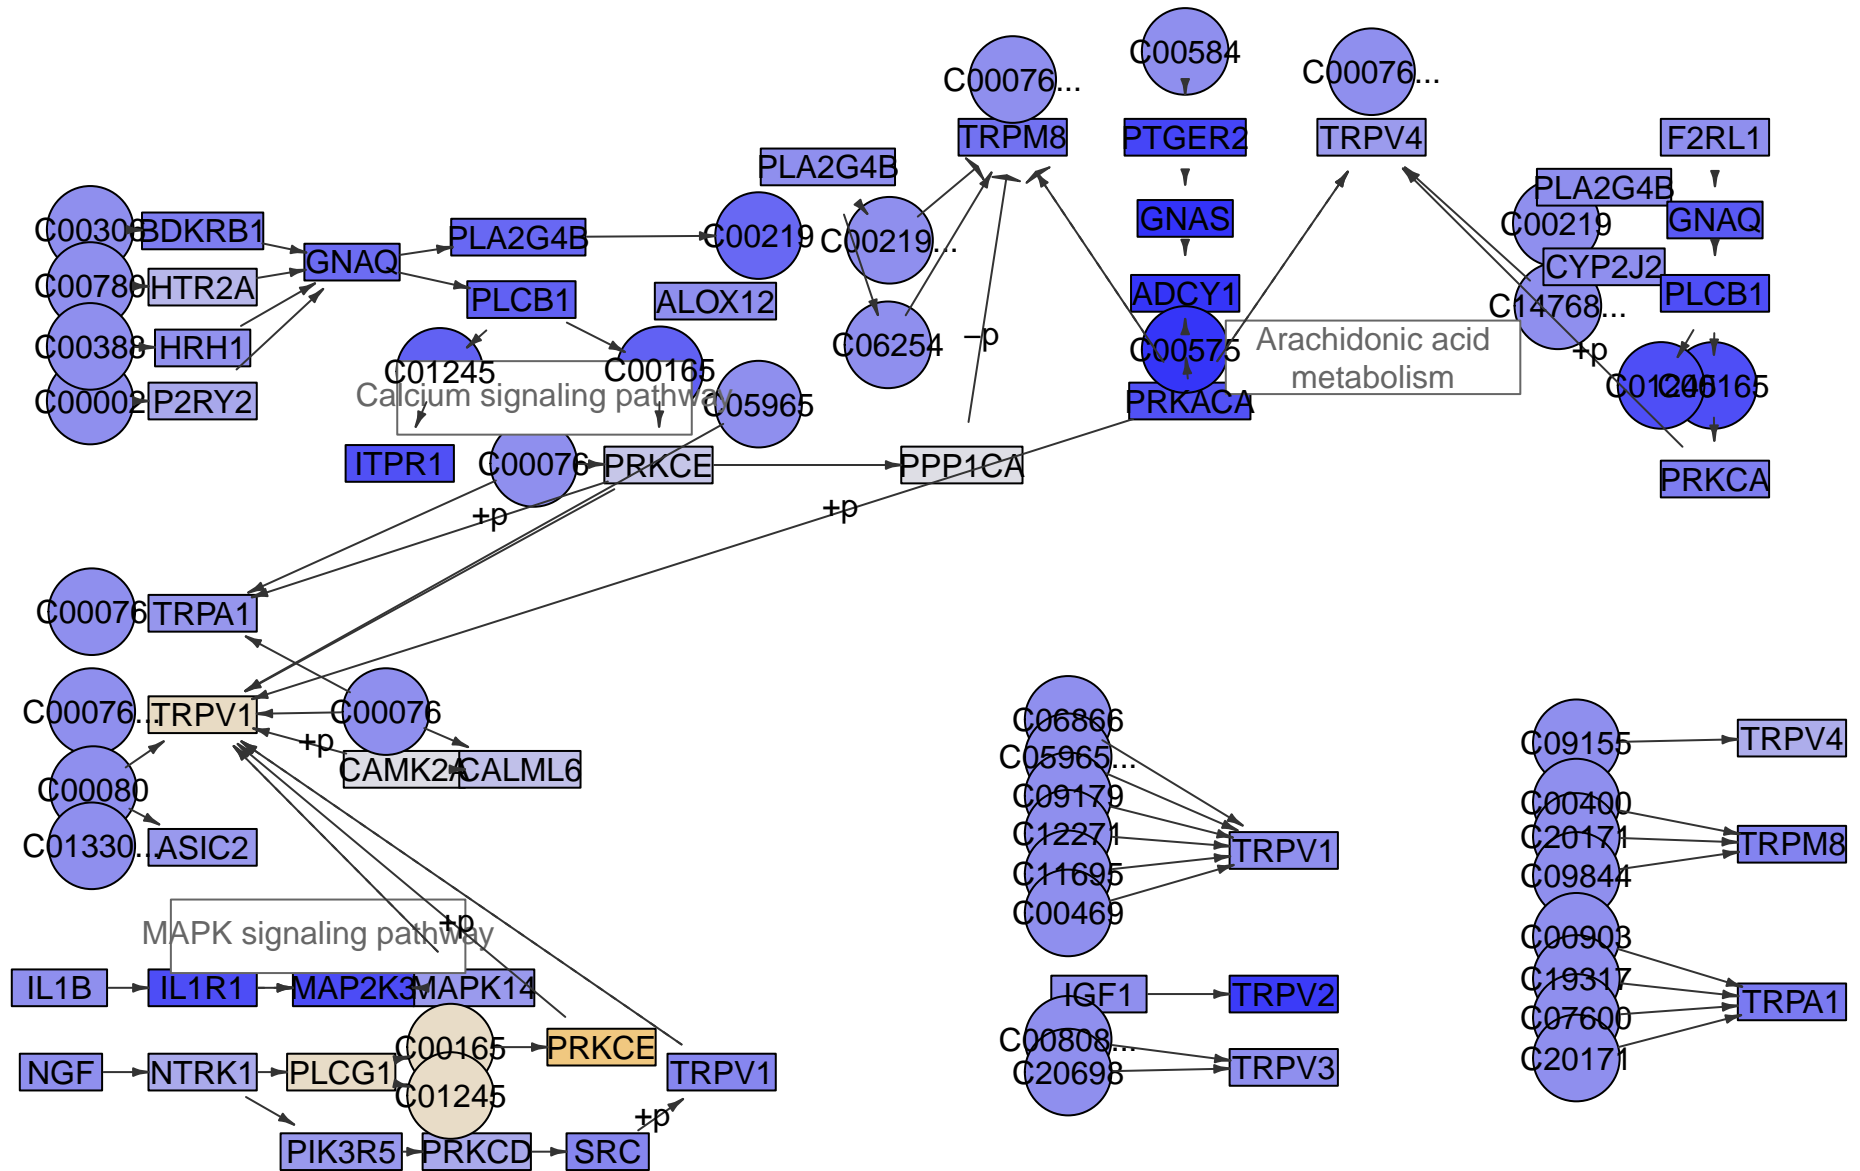 C00584
C00076...
C00076...
TRPM8
PTGER2
TRPV4
F2RL1
PLA2G4B
PLA2G4B
C00219
GNAS
GNAQ
BDKRB1
PLA2G4B
C00219
C00219...
GNAQ
CYP2J2
C00780
HTR2A
PLCB1
ALOX12
ADCY1
PLCB1
C14768...
C00388
HRH1
C06254
–p
C00575
Arachidonic acid
metabolism
+p
C01245
C00165
C00165
Calcium signaling pathway
C00002
P2RY2
C05965
PRKACA
ITPR1
C00076
PRKCE
PPP1CA
PRKCA
+p
+p
C00076
TRPA1
C00076...
TRPV1
C00076
+p
C06866
C05965...
C09155
TRPV4
CAMK2A
CALML6
C00080
C09179
C00400
C01330...
ASIC2
C12271
TRPV1
C20171
TRPM8
C11695
C09844
C00469
+p
MAPK signaling pathway
C00903
IL1B
IL1R1
MAP2K3
MAPK14
IGF1
TRPV2
C19317
TRPA1
C07600
C00165
PRKCE
C00808...
C20171
NGF
NTRK1
PLCG1
TRPV1
C20698
TRPV3
C01245
+p
PIK3R5
PRKCD
SRC